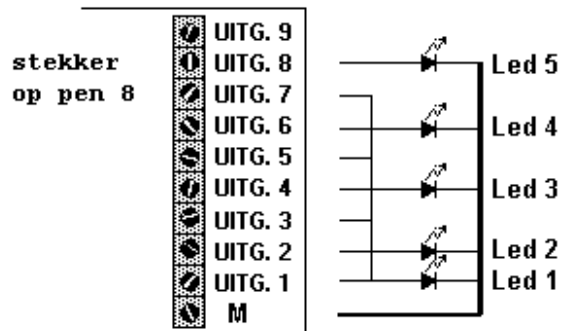 stekker
op pen 8
UITG. 9
UITG. 8
UITG. 7
UITG. 6
UITG. 5
UITG. 4
UITG. 3
UITG. 2
UITG. 1
M
Led 5
Led 4
Led 3
Led 2
Led 1